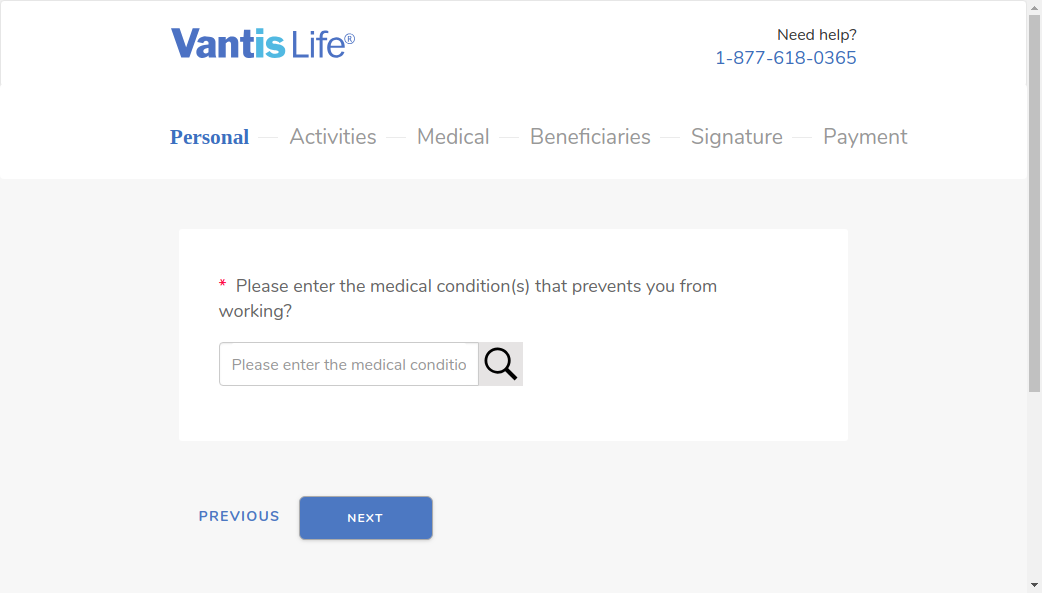 Vantis Life®
Need help?
1-877-618-0365
Personal
Activities
Medical
Beneficiaries
Signature
Payment
* Please enter the medical condition(s) that prevents you from
working?
Please enter the medical conditio
PREVIOUS
NEXT